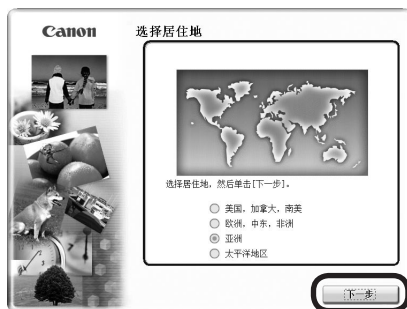 Canon
选择居住地
选择居住地，然后单击[下一步]。
美国，加拿大，南美
欧洲，中东，非洲
亚洲
太平洋地区
下一步